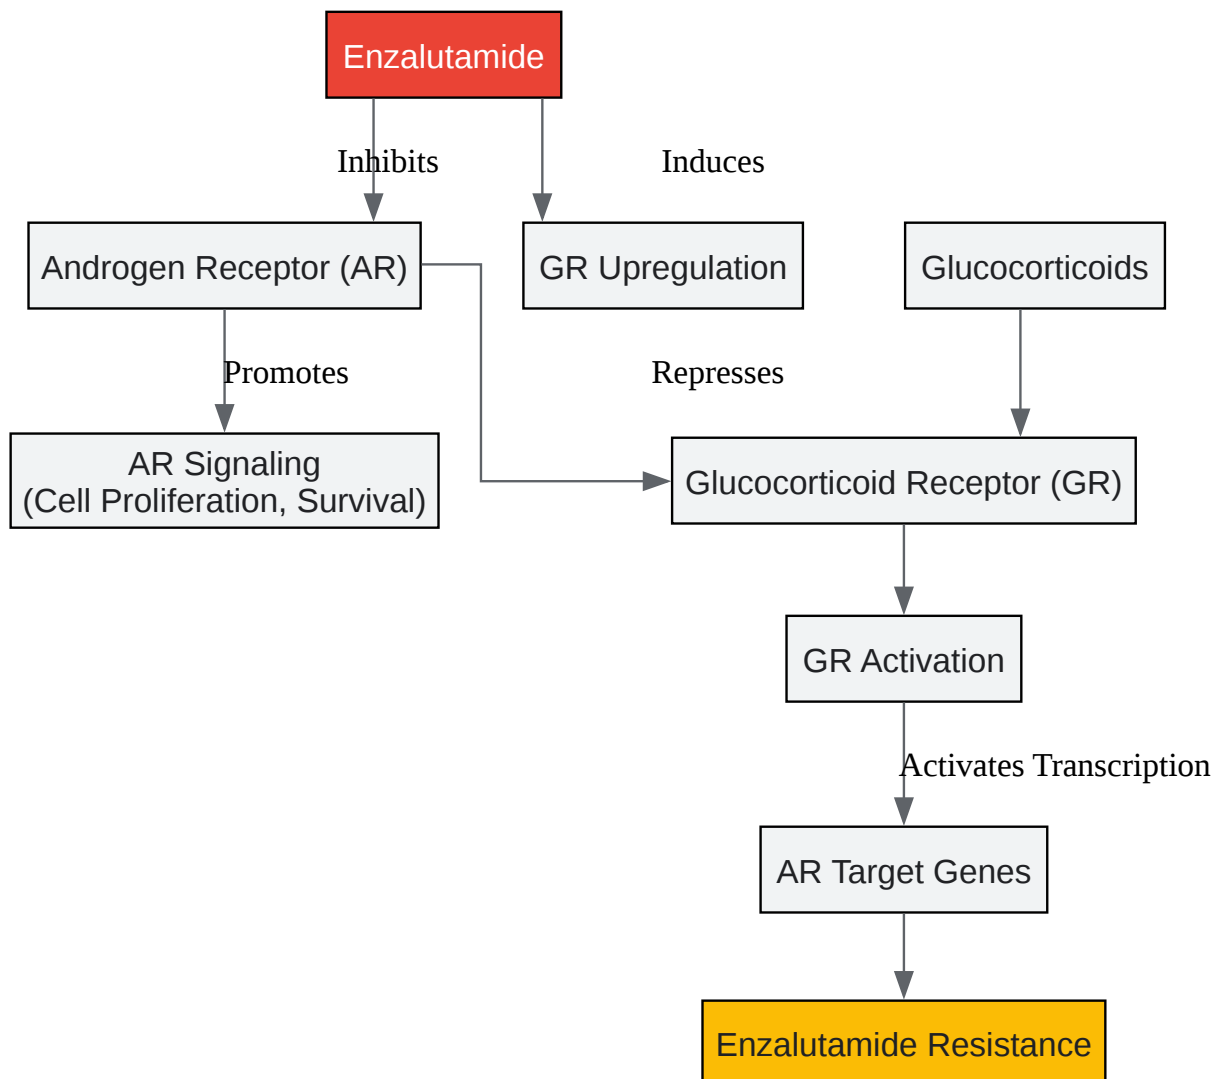 Enzalutamide
Inhibits
Induces
Androgen Receptor (AR)
GR Upregulation
Glucocorticoids
Promotes
Represses
AR Signaling
(Cell Proliferation, Survival)
Glucocorticoid Receptor (GR)
GR Activation
Activates Transcription
AR Target Genes
Enzalutamide Resistance